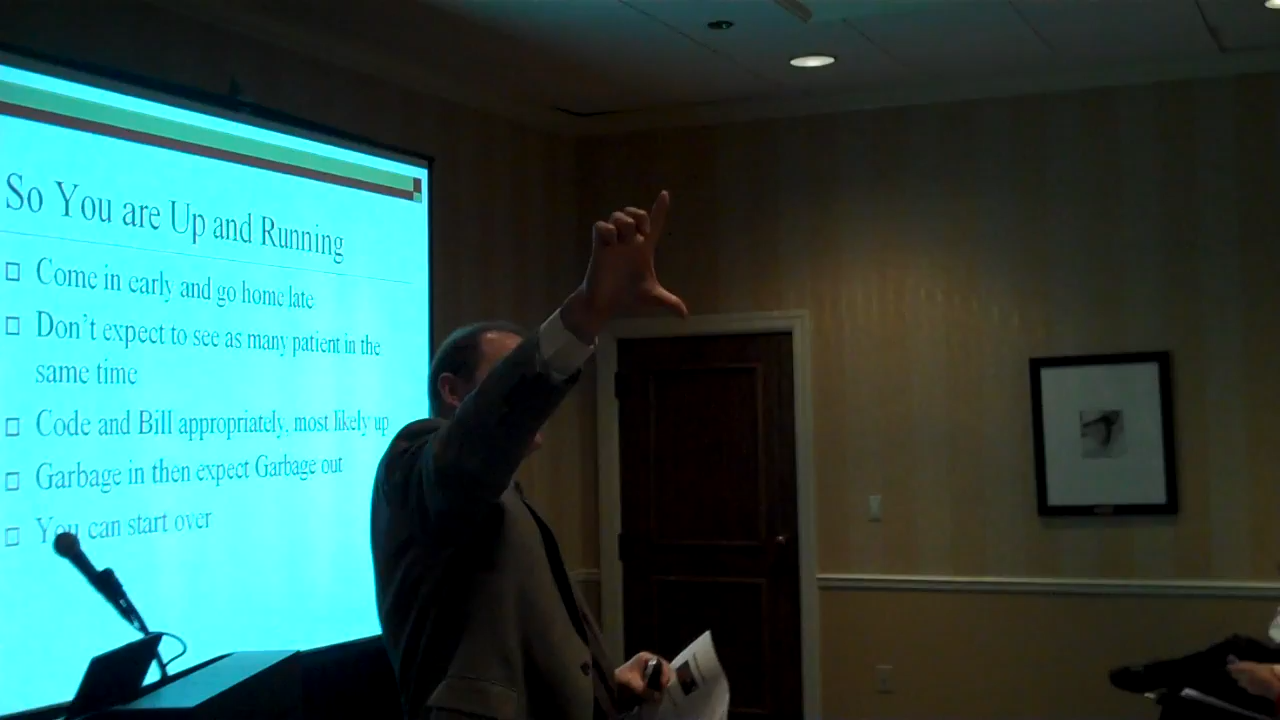 So You are Up and Running
Come in early and go home late
Don't expect to see as many patient in the
same time
Code and Bill appropriately, most likely up
Garbage in then expect Garbage out
You can start over